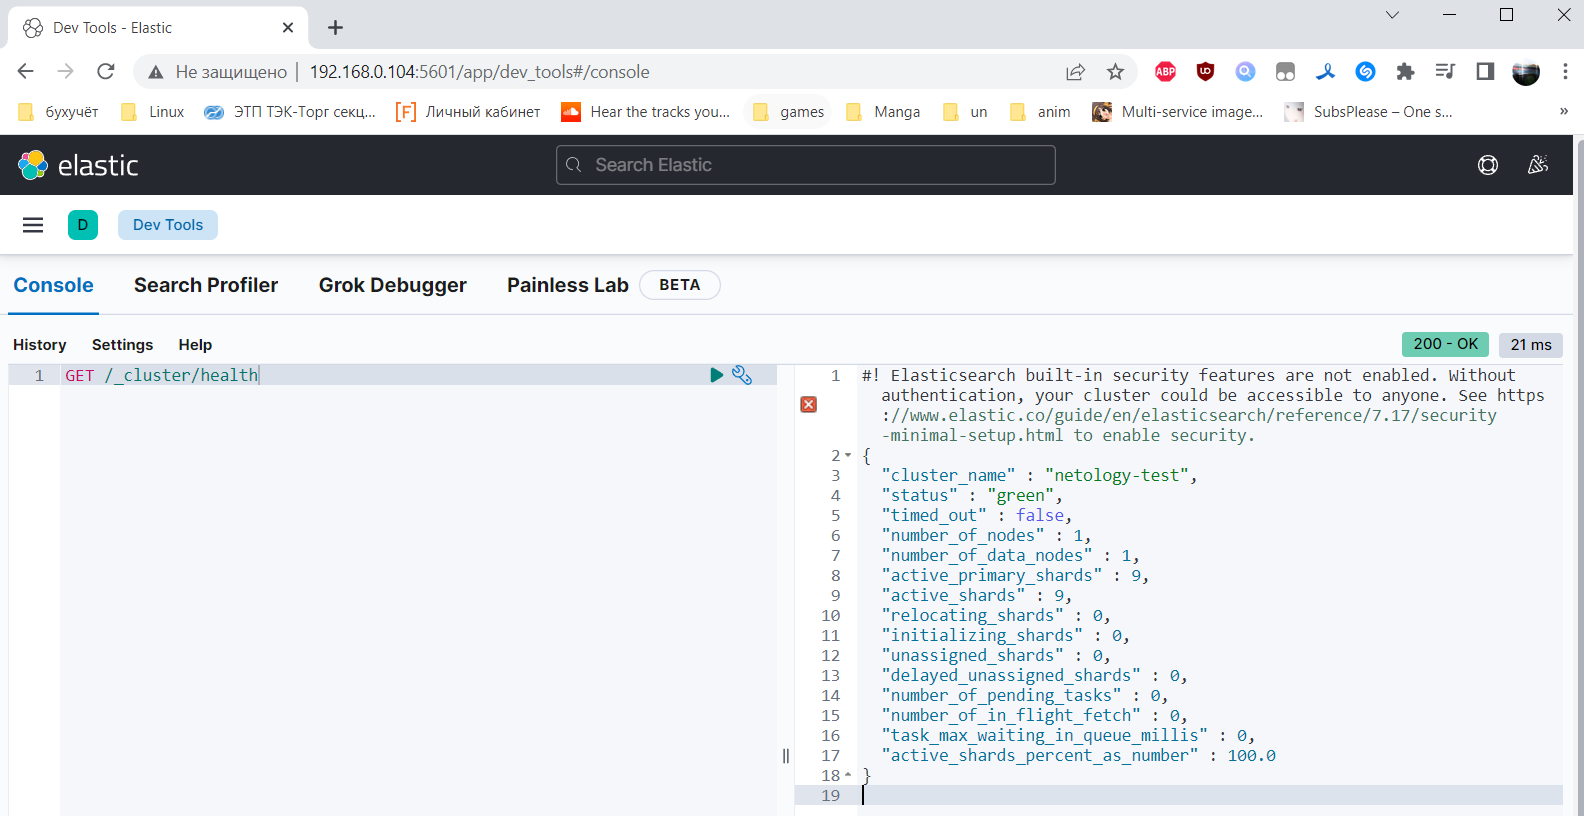 Dev Tools - Elastic
Не защищено | 192.168.0.104:5601/app/dev_tools#/console
ABP
бухучёт Linux ЭТП ТЭК-Торг секц... [F] Личный кабинет Hear the tracks you... games Manga un anim Multi-service image... SubsPlease – One s... »
elastic Search Elastic
D Dev Tools
Console Search Profiler Grok Debugger Painless Lab BETA
History Settings Help 200 - OK 21 ms
1 GET /_cluster/health
1 #! Elasticsearch built-in security features are not enabled. Without
authentication, your cluster could be accessible to anyone. See https
://www.elastic.co/guide/en/elasticsearch/reference/7.17/security
-minimal-setup.html to enable security.
2 {
3 "cluster_name" : "netology-test",
4 "status" : "green",
5 "timed_out" : false,
6 "number_of_nodes" : 1,
7 "number_of_data_nodes" : 1,
8 "active_primary_shards" : 9,
9 "active_shards" : 9,
10 "relocating_shards" : 0,
11 "initializing_shards" : 0,
12 "unassigned_shards" : 0,
13 "delayed_unassigned_shards" : 0,
14 "number_of_pending_tasks" : 0,
15 "number_of_in_flight_fetch" : 0,
16 "task_max_waiting_in_queue_millis" : 0,
17 "active_shards_percent_as_number" : 100.0
18 }
19